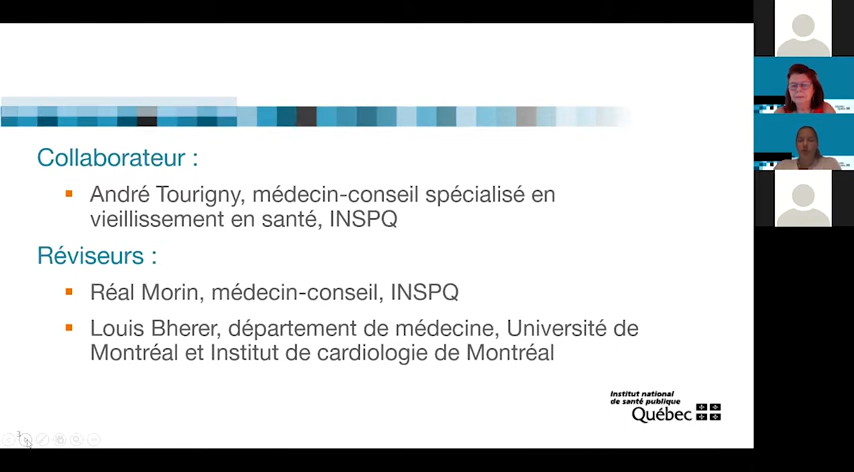 Collaborateur :
André Tourigny, médecin-conseil spécialisé en
vieillissement en santé, INSPQ
Réviseurs :
Réal Morin, médecin-conseil, INSPQ
Louis Bherer, département de médecine, Université de
Montréal et Institut de cardiologie de Montréal
Institut national
de santé publique
Québec
3